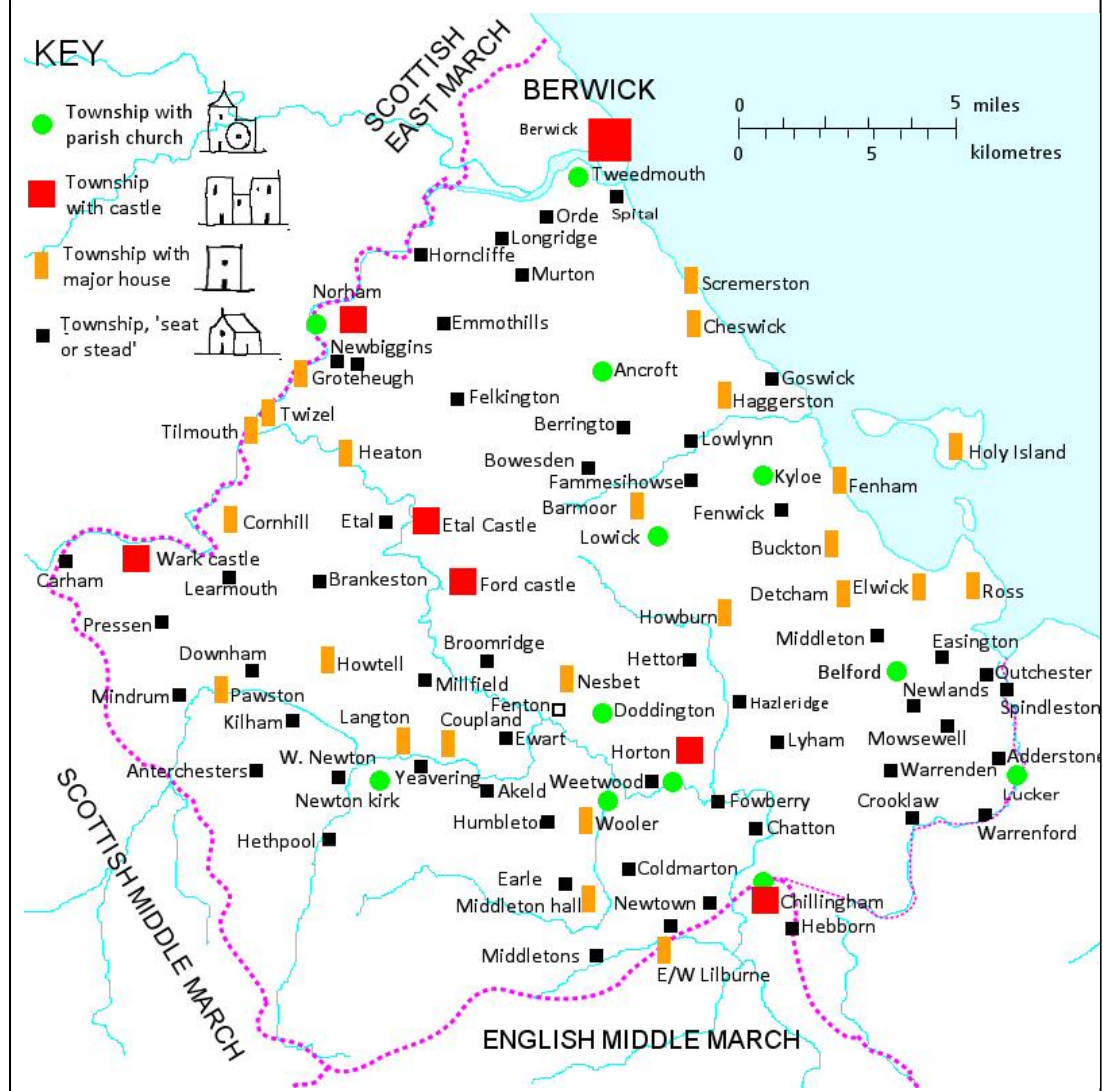 KEY
Township with
parish church
Township
with castle
Township with
major house
Township, 'seat
or stead'
SCOTTISH
EAST MARCH
BERWICK
0 5 miles
kilometres
0 5
Berwick
Tweedmouth
Spital
Orde
Longridge
Horncliffe
Murton
Scremerston
Norham
Emmothills
Cheswick
Newbiggins
Groteheugh
Ancroft
Goswick
Felkington
Haggerston
Twizel
Tilmouth
Berrington
Lowlynn
Heaton
Holy Island
Bowesden
Fammesihowse
Kyloe
Fenham
Barmoor
Fenwick
Cornhill
Etal
Etal Castle
Lowick
Buckton
Wark castle
Carham
Learmouth
Brankeston
Ford castle
Detcham
Elwick
Ross
Howburn
Pressen
Middleton
Easington
Broomridge
Downham
Howtell
Hetton
Belford
Outchester
Mindrum
Pawston
Millfield
Nesbet
Newlands
Spindleston
Fenton
Doddington
Hazleridge
Kilham
Langton
Coupland
Ewart
Mowsewell
Horton
Lyham
W. Newton
Adderstone
Anterchesters
Yeavering
Weetwood
Warrenden
Newton kirk
Akeld
Fowberry
Lucker
Crooklaw
Humbleton
Wooler
Chatton
Warrenford
Hethpool
Coldmarton
Earle
Middleton hall
Newtown
Chillingham
Hebborn
Middletons
E/W Lilburne
SCOTTISH MIDDLE MARCH
ENGLISH MIDDLE MARCH